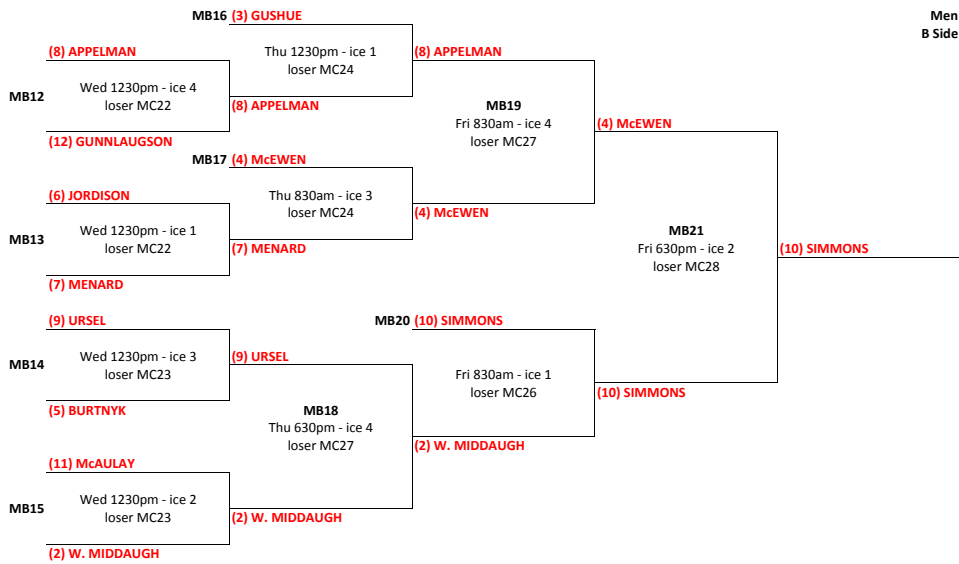 MB16 (3) GUSHUE
Men
B Side
(8) APPELMAN
Thu 1230pm - ice 1
loser MC24
(8) APPELMAN
MB12
Wed 1230pm - ice 4
loser MC22
(8) APPELMAN
MB19
Fri 830am - ice 4
loser MC27
(4) McEWEN
(12) GUNNLAUGSON
MB17 (4) McEWEN
(6) JORDISON
Thu 830am - ice 3
loser MC24
(4) McEWEN
MB13
Wed 1230pm - ice 1
loser MC22
(7) MENARD
MB21
Fri 630pm - ice 2
loser MC28
(10) SIMMONS
(7) MENARD
(9) URSEL
MB20 (10) SIMMONS
MB14
Wed 1230pm - ice 3
loser MC23
(9) URSEL
Fri 830am - ice 1
loser MC26
(10) SIMMONS
(5) BURTNYK
MB18
Thu 630pm - ice 4
loser MC27
(2) W. MIDDAUGH
(11) McAULAY
MB15
Wed 1230pm - ice 2
loser MC23
(2) W. MIDDAUGH
(2) W. MIDDAUGH